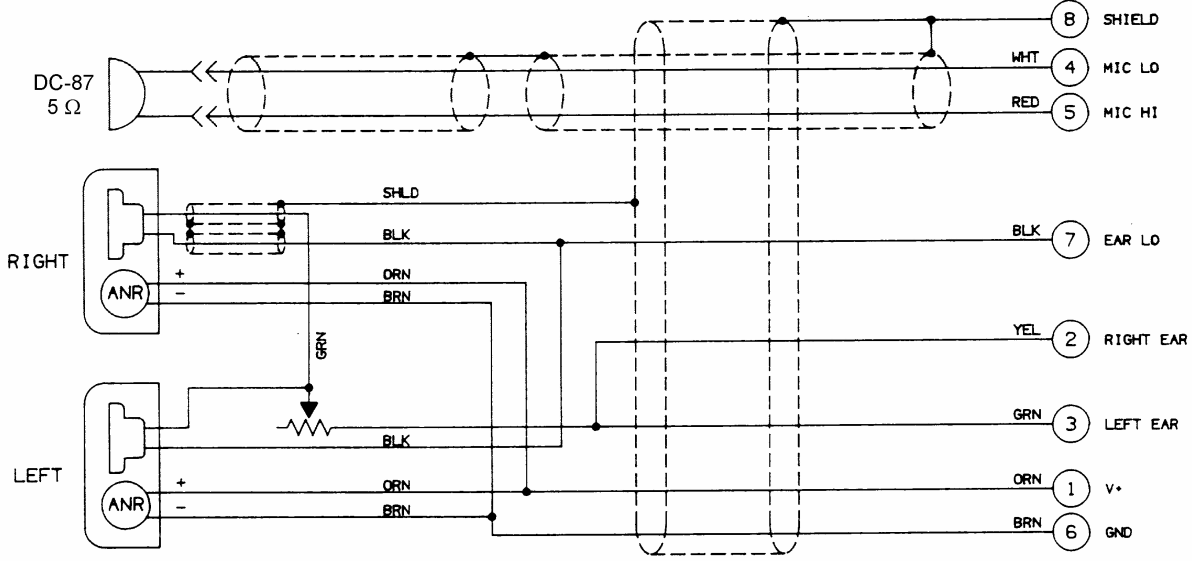 8 SHIELD
WHT 4 MIC LO
DC-87
5 Ω
RED 5 MIC HI
SHLD
BLK BLK 7 EAR LO
RIGHT
+ ORN
ANR
− BRN
YEL 2 RIGHT EAR
GRN
GRN 3 LEFT EAR
BLK
LEFT
+ ORN ORN 1 V+
ANR
− BRN BRN 6 GND